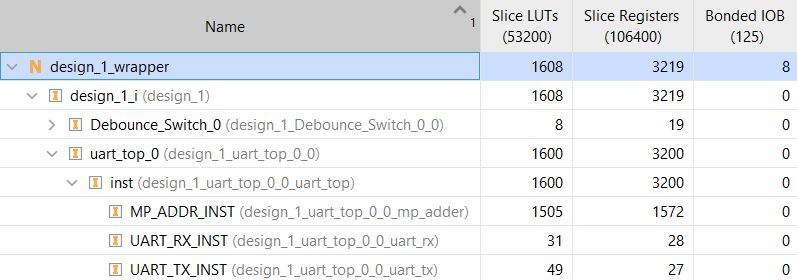 Name 1 Slice LUTs (53200) Slice Registers (106400) Bonded IOB (125)
N design_1_wrapper 1608 3219 8
I design_1_i (design_1) 1608 3219 0
I Debounce_Switch_0 (design_1_Debounce_Switch_0_0) 8 19 0
I uart_top_0 (design_1_uart_top_0_0) 1600 3200 0
I inst (design_1_uart_top_0_0_uart_top) 1600 3200 0
I MP_ADDR_INST (design_1_uart_top_0_0_mp_adder) 1505 1572 0
I UART_RX_INST (design_1_uart_top_0_0_uart_rx) 31 28 0
I UART_TX_INST (design_1_uart_top_0_0_uart_tx) 49 27 0